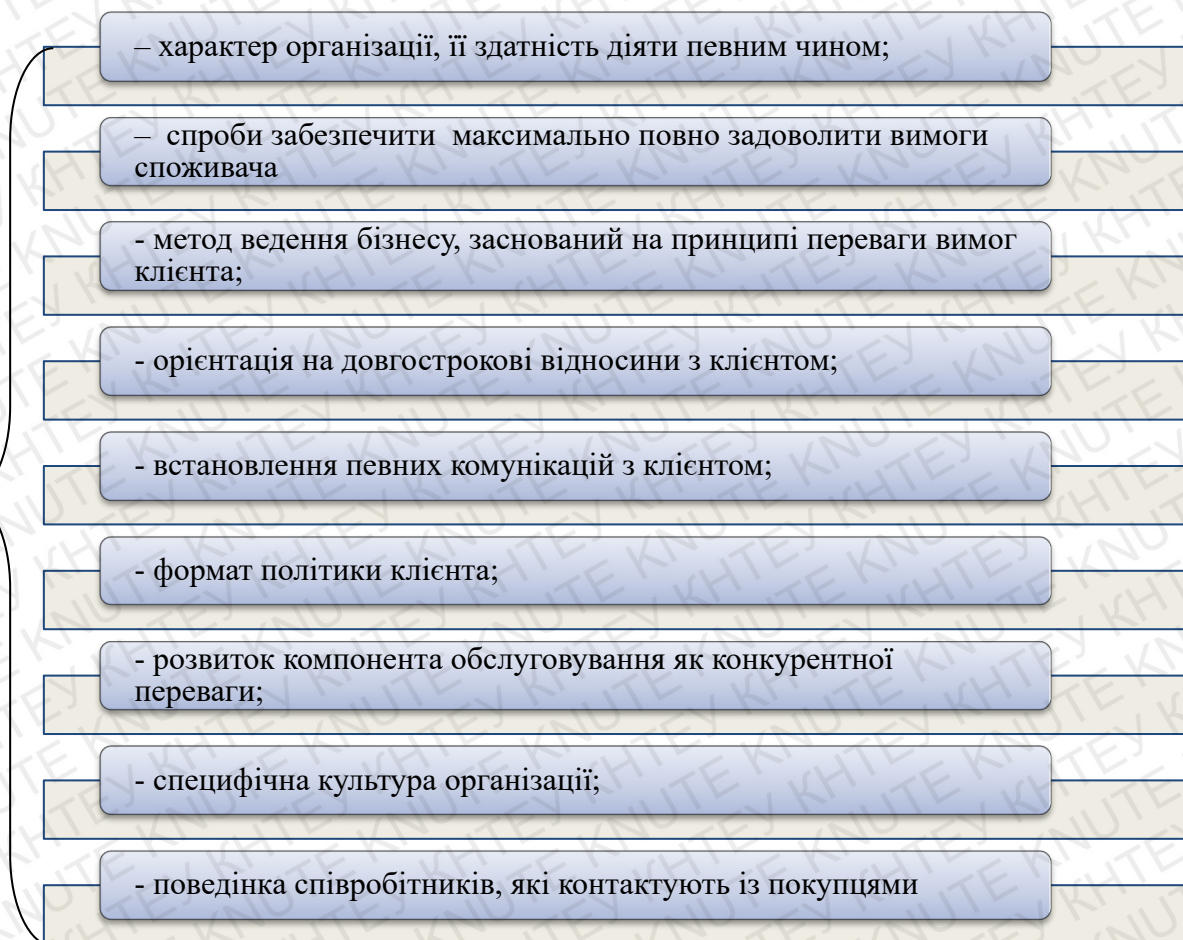 – характер організації, її здатність діяти певним чином;
– спроби забезпечити максимально повно задоволити вимоги
споживача
- метод ведення бізнесу, заснований на принципі переваги вимог
клієнта;
- орієнтація на довгострокові відносини з клієнтом;
- встановлення певних комунікацій з клієнтом;
- формат політики клієнта;
- розвиток компонента обслуговування як конкурентної
переваги;
- специфічна культура організації;
- поведінка співробітників, які контактують із покупцями